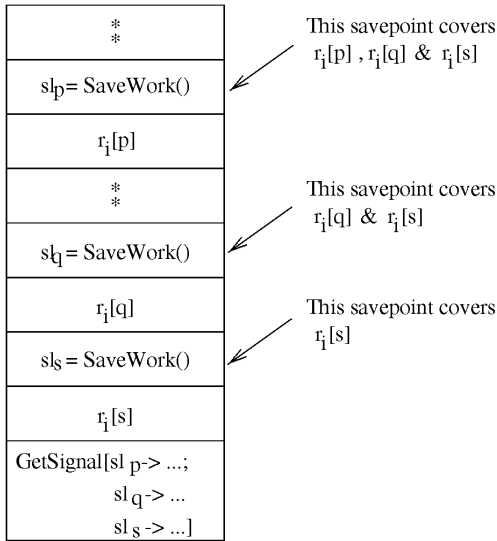 *
*
This savepoint covers
r_i[p] , r_i[q] & r_i[s]
sl_p = SaveWork()
r_i[p]
*
*
This savepoint covers
r_i[q] & r_i[s]
sl_q = SaveWork()
r_i[q]
This savepoint covers
r_i[s]
sl_s = SaveWork()
r_i[s]
GetSignal[sl_p -> ...;
sl_q -> ...
sl_s -> ...]